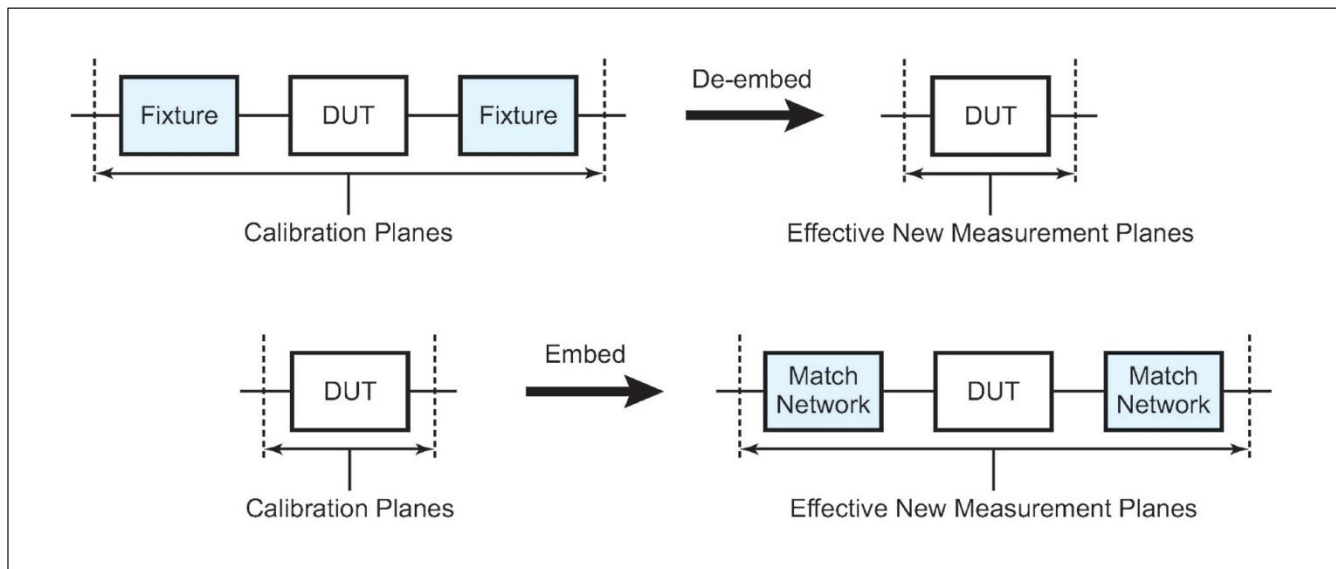 De-embed
Fixture
DUT
Fixture
DUT
Calibration Planes
Effective New Measurement Planes
Embed
DUT
Match
Network
DUT
Match
Network
Calibration Planes
Effective New Measurement Planes